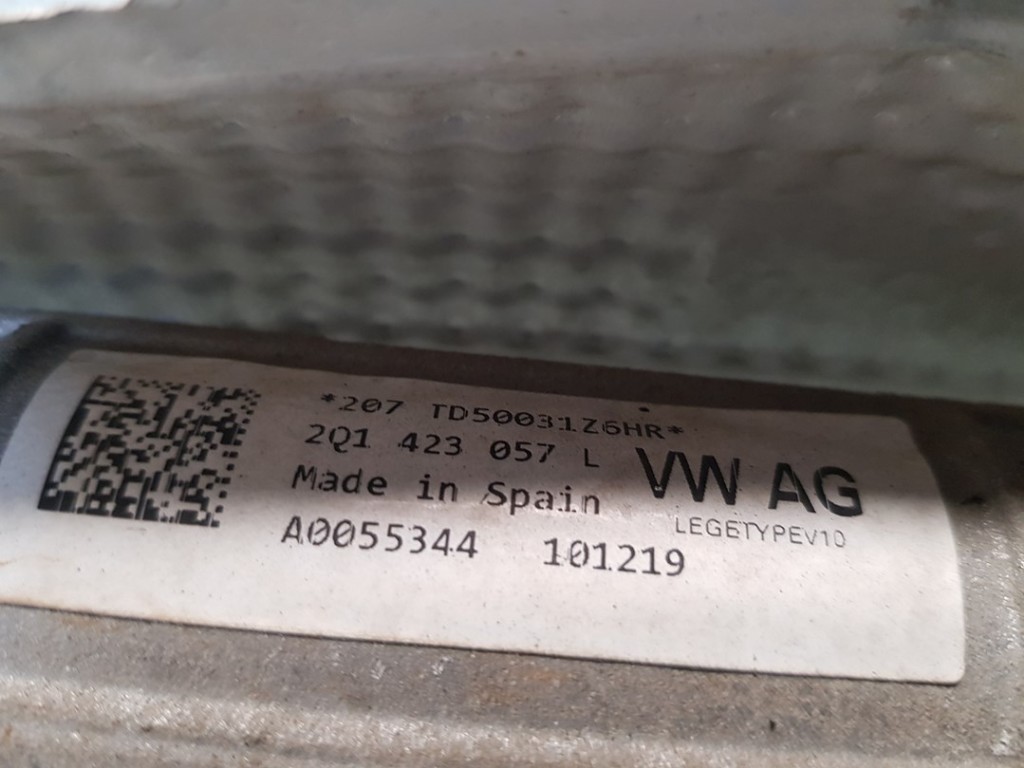 *207 TD50031Z6HR*
2Q1 423 057 L
Made in Spain
VW AG
LEGETYPEV10
A0055344 101219